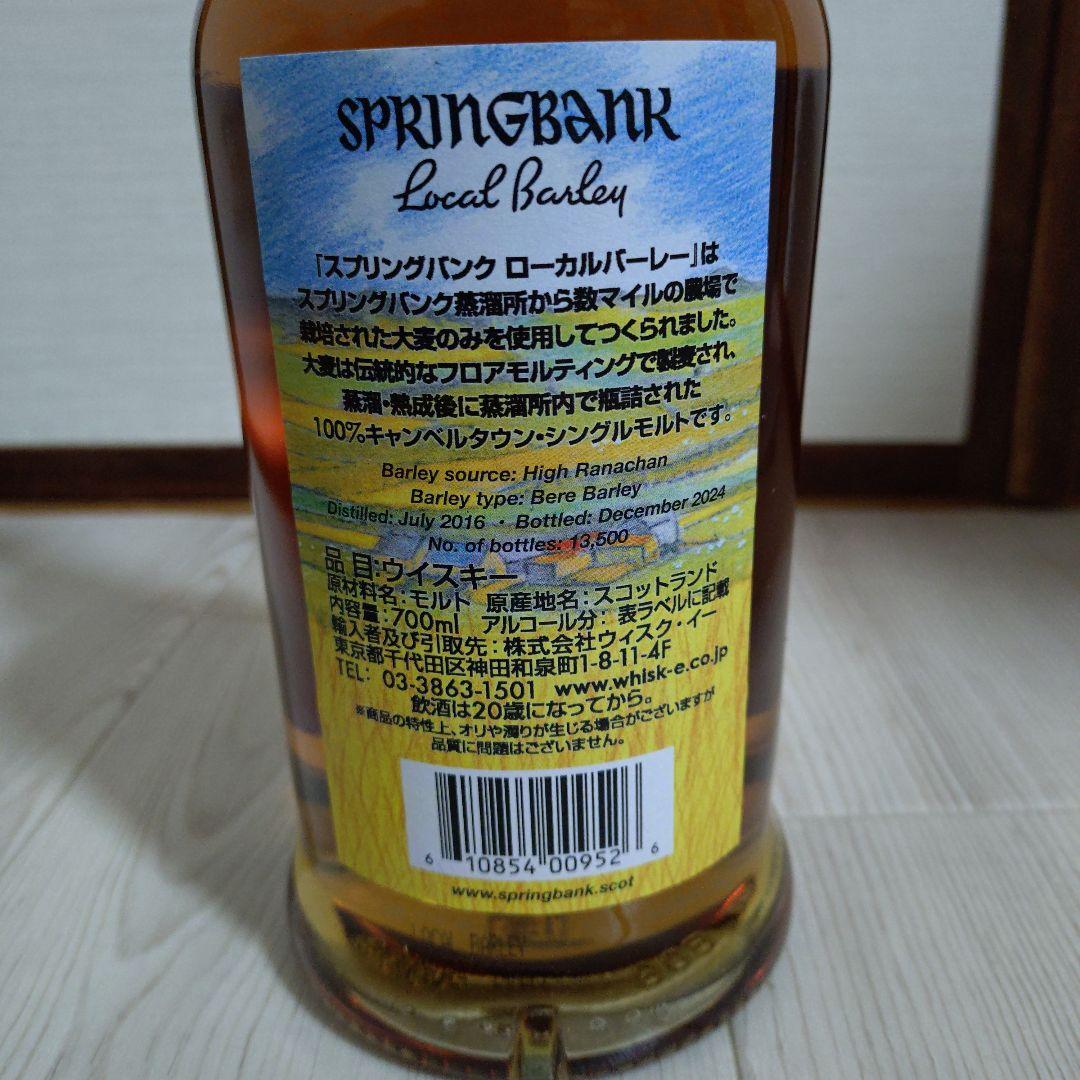 SPRINGBANK
Local Barley
「スプリングバンク ローカルバーレー」は
スプリングバンク蒸溜所から数マイルの農場で
栽培された大麦のみを使用してつくられました。
大麦は伝統的なフロアモルティングで製麦され、
蒸溜・熟成後に蒸溜所内で瓶詰された
100%キャンベルタウン・シングルモルトです。
Barley source: High Ranachan
Barley type: Bere Barley
Distilled: July 2016 · Bottled: December 2024
No. of bottles: 13,500
品 目:ウイスキー
原材料名:モルト 原産地名:スコットランド
内容量:700ml アルコール分: 表ラベルに記載
輸入者及び引取先:株式会社ウィスク・イー
東京都千代田区神田和泉町1-8-11-4F
TEL: 03-3863-1501 www.whisk-e.co.jp
飲酒は20歳になってから。
※商品の特性上、オリや濁りが生じる場合がございますが
品質に問題はございません。
6 10854 00952 6
www.springbank.scot
LOCAL BARLEY